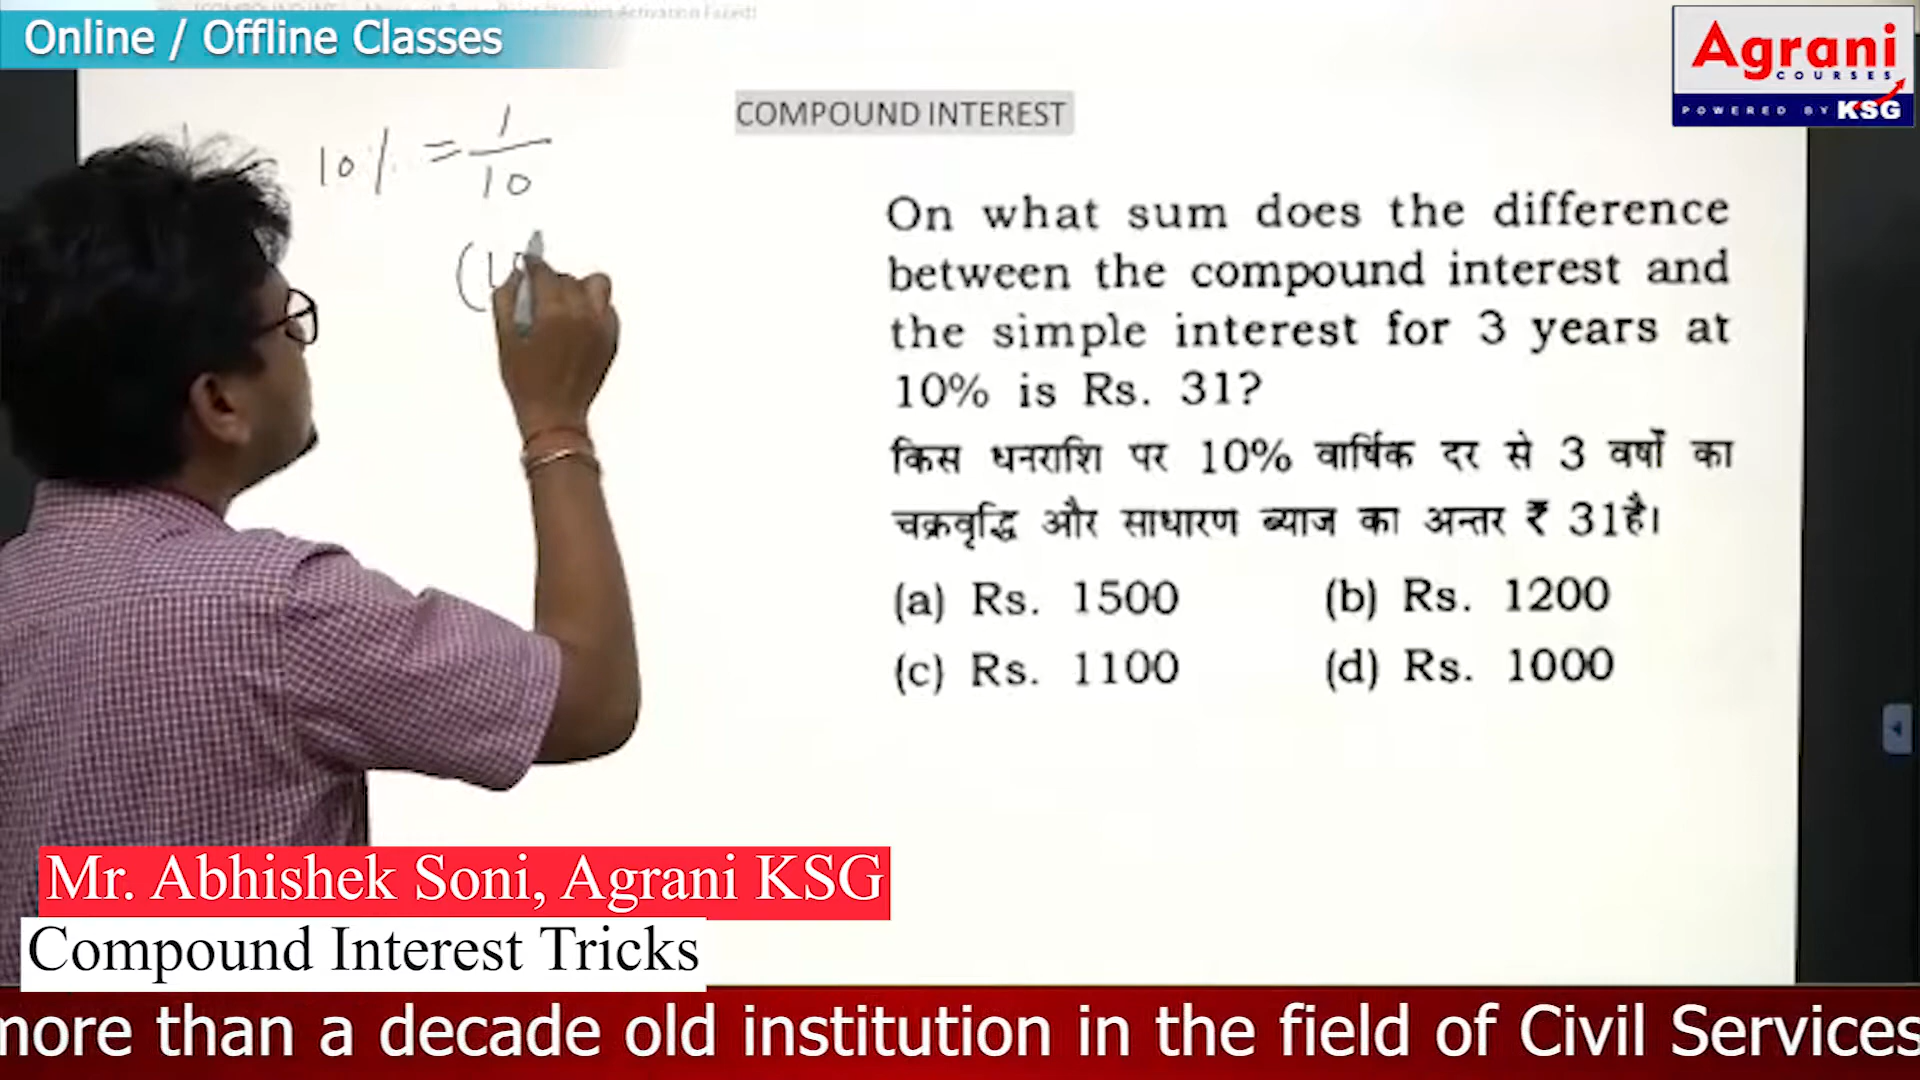 Online / Offline Classes
Agrani
COURSES
POWERED BY KSG
COMPOUND INTEREST
10% = 1/10
(10
On what sum does the difference
between the compound interest and
the simple interest for 3 years at
10% is Rs. 31?
किस धनराशि पर 10% वार्षिक दर से 3 वर्षों का
चक्रवृद्धि और साधारण ब्याज का अन्तर ₹ 31है।
(a) Rs. 1500 (b) Rs. 1200
(c) Rs. 1100 (d) Rs. 1000
Mr. Abhishek Soni, Agrani KSG
Compound Interest Tricks
more than a decade old institution in the field of Civil Services